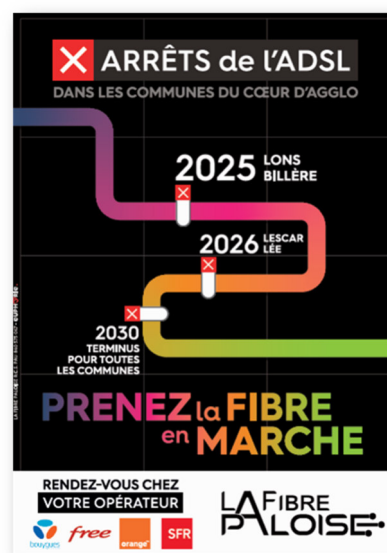 ARRÊTS de l'ADSL
DANS LES COMMUNES DU CŒUR D'AGGLO
2025 LONS
BILLÈRE
2026 LESCAR
LÉE
2030
TERMINUS
POUR TOUTES
LES COMMUNES
PRENEZ la FIBRE
en MARCHE
RENDEZ-VOUS CHEZ
VOTRE OPÉRATEUR
bouygues
free
orange
SFR
LA FIBRE
PALOISE